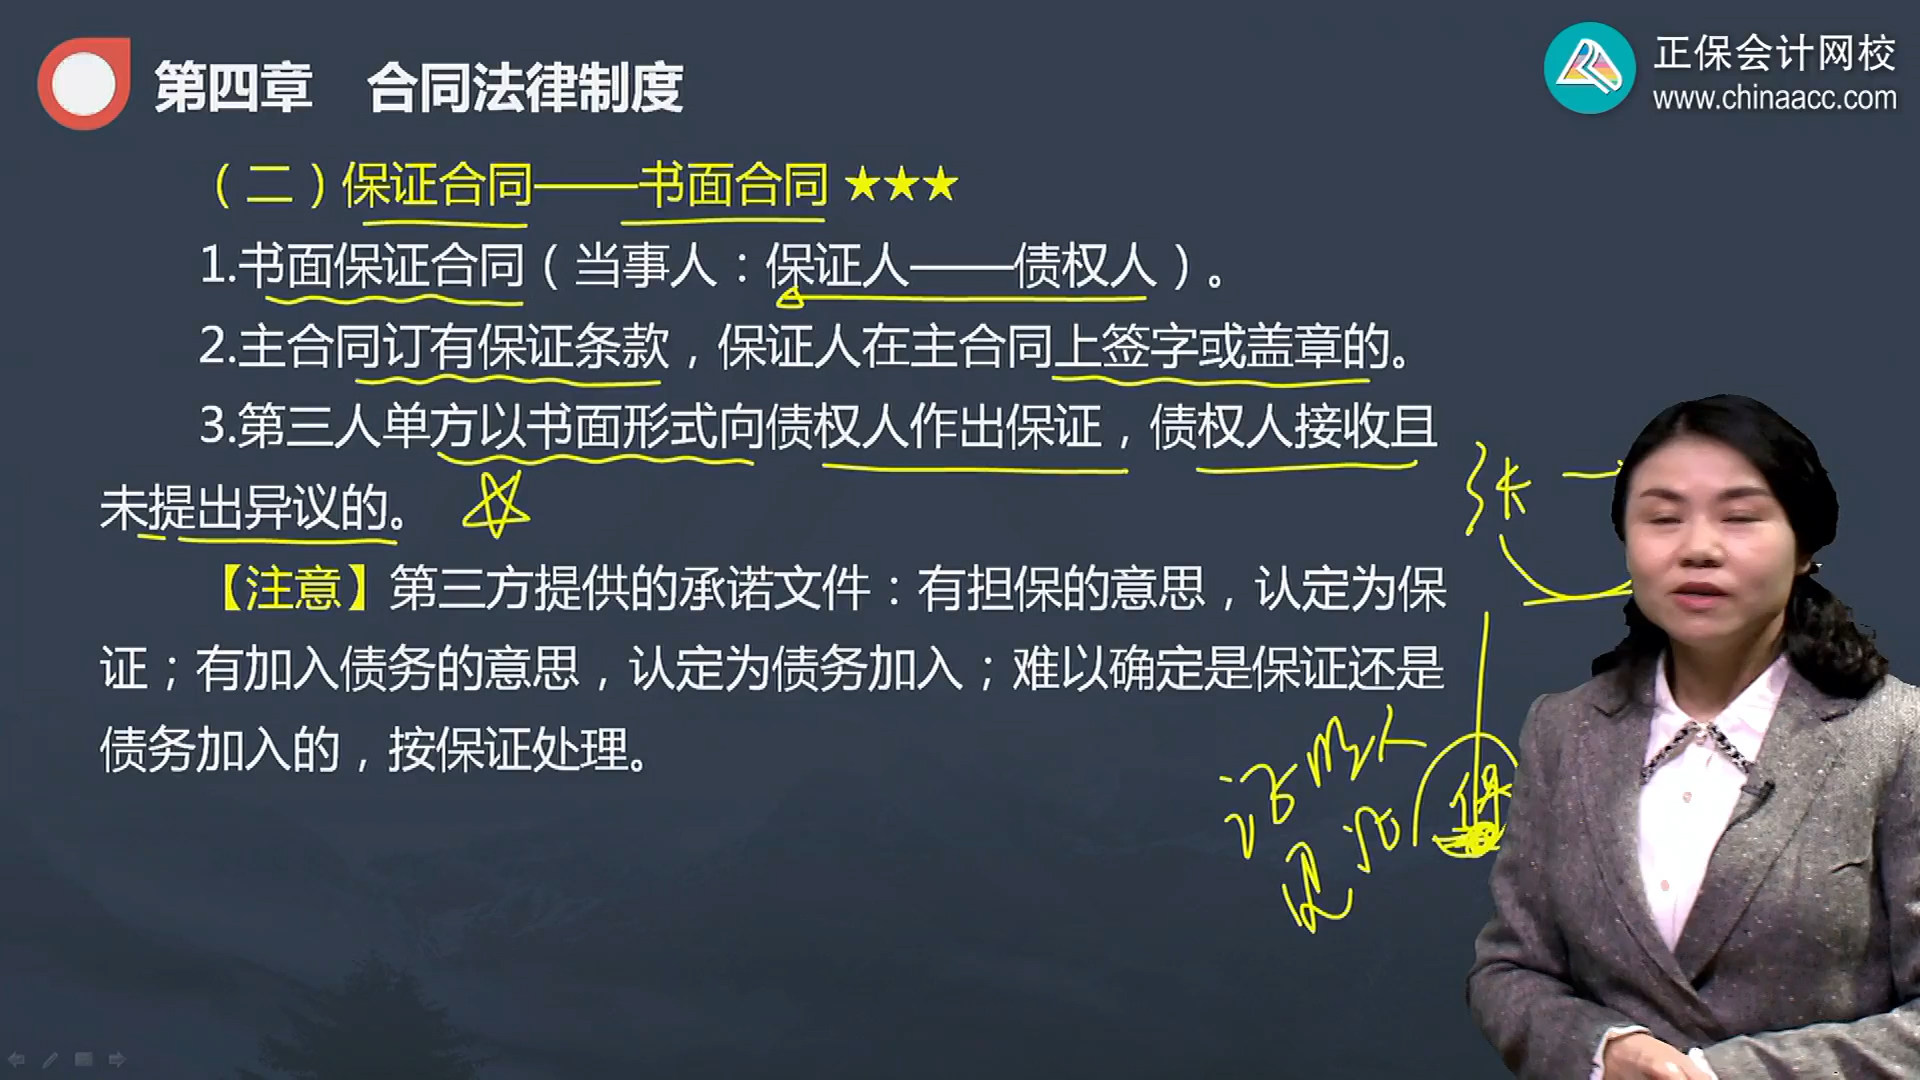 第四章 合同法律制度
正保会计网校
www.chinaacc.com
（二）保证合同——书面合同 ★★★
1.书面保证合同（当事人：保证人——债权人）。
2.主合同订有保证条款，保证人在主合同上签字或盖章的。
3.第三人单方以书面形式向债权人作出保证，债权人接收且
未提出异议的。
【注意】第三方提供的承诺文件：有担保的意思，认定为保
证；有加入债务的意思，认定为债务加入；难以确定是保证还是
债务加入的，按保证处理。
张
保